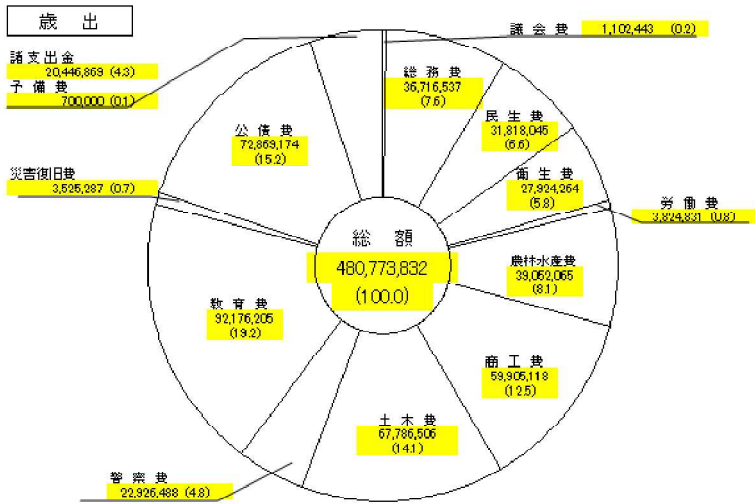 歳出
議会費 1,102,443 (0.2)
総務費
36,716,537
(7.6)
民生費
31,818,045
(6.6)
衛生費
27,924,264
(5.8)
労働費
3,824,831 (0.8)
農林水産費
39,052,065
(8.1)
商工費
59,905,118
(12.5)
土木費
67,786,506
(14.1)
警察費
22,926,488 (4.8)
教育費
92,176,205
(19.2)
災害復旧費
3,525,287 (0.7)
公債費
72,869,174
(15.2)
諸支出金
20,446,869 (4.3)
予備費
700,000 (0.1)
総額
480,773,832
(100.0)